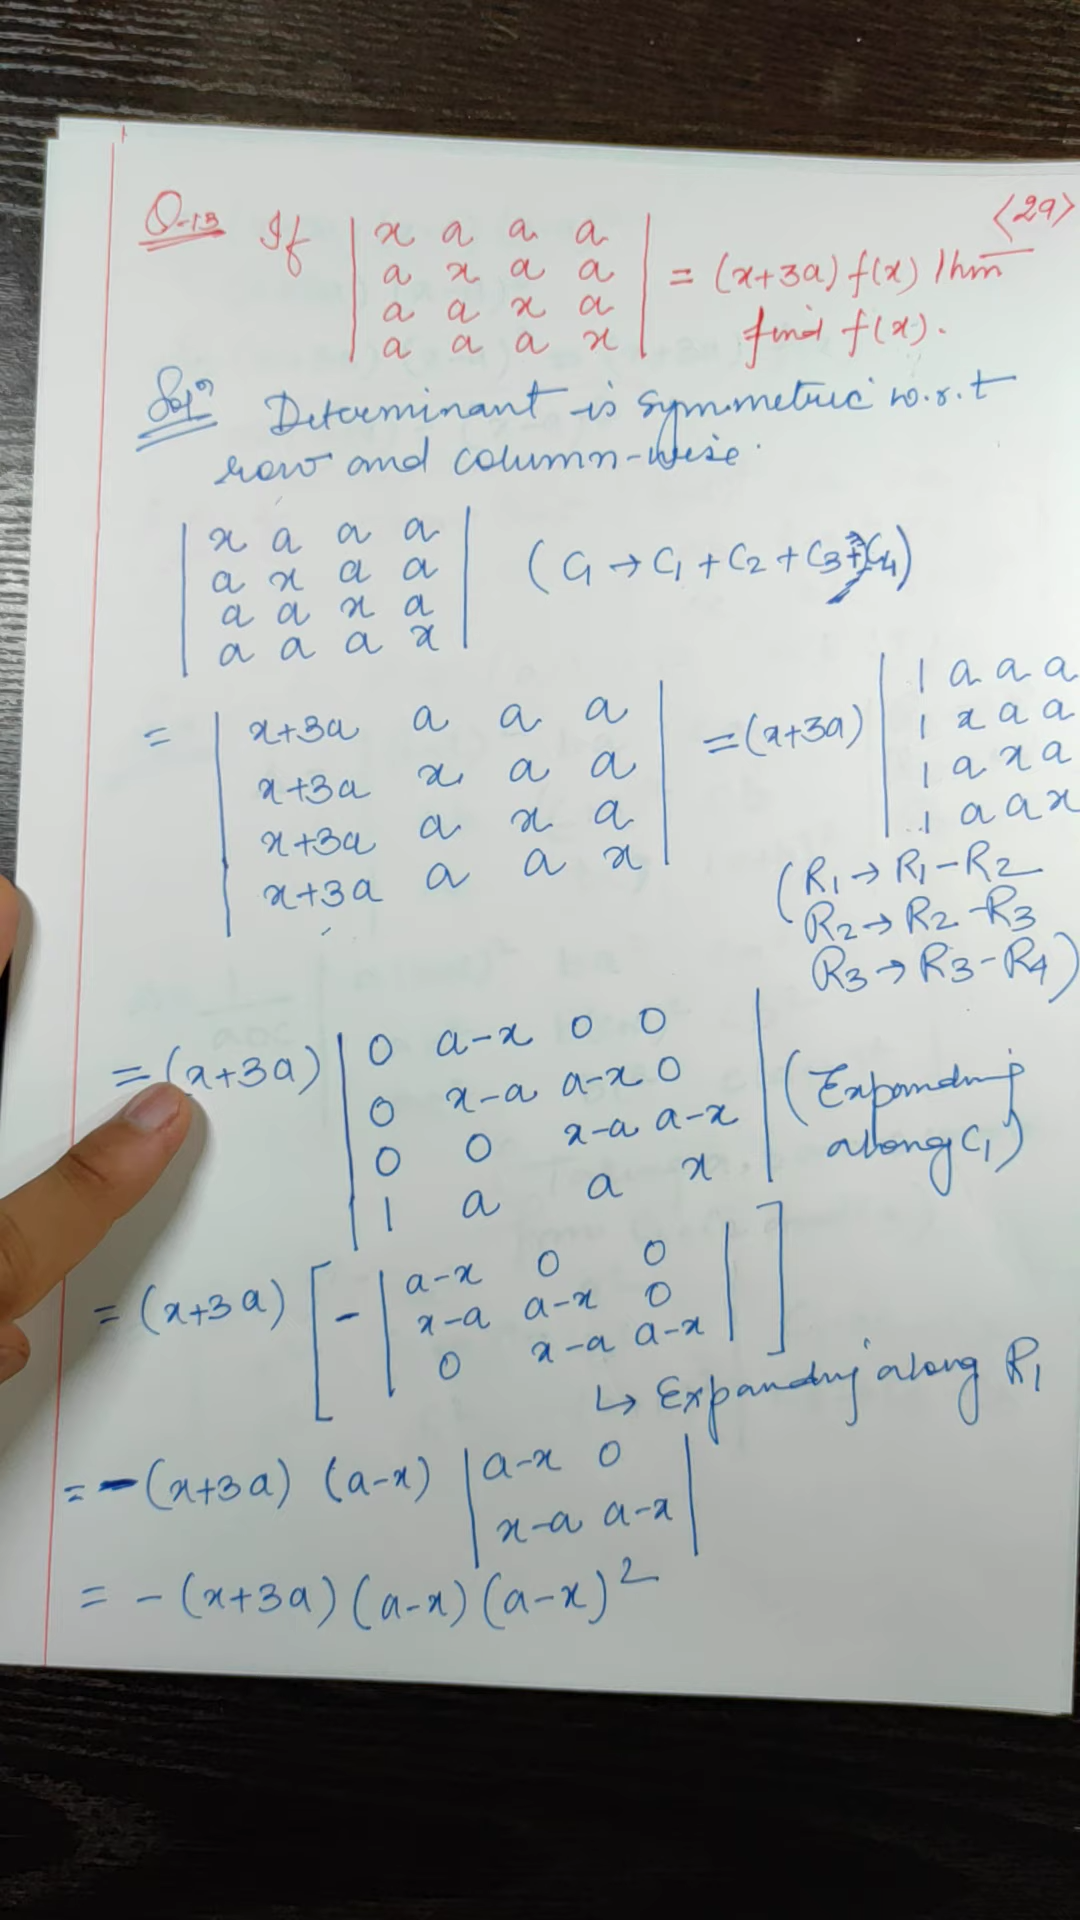 Q-13 If | x a a a | <29>
| a x a a | = (x+3a) f(x) then
| a a x a | find f(x).
| a a a x |
Solⁿ Determinant is symmetric w.r.t
row and column-wise.
| x a a a |
| a x a a | (C1 → C1 + C2 + C3 + C4)
| a a x a |
| a a a x |
= | x+3a a a a | = (x+3a) | 1 a a a |
| x+3a x a a | | 1 x a a |
| x+3a a x a | | 1 a x a |
| x+3a a a x | | 1 a a x |
(R1 → R1 - R2
R2 → R2 - R3
R3 → R3 - R4)
= (x+3a) | 0 a-x 0 0 |
| 0 x-a a-x 0 | (Expanding
| 0 0 x-a a-x | along C1)
| 1 a a x |
= (x+3a) [ - | a-x 0 0 | ]
| x-a a-x 0 |
| 0 x-a a-x |
↳ Expanding along R1
= -(x+3a) (a-x) | a-x 0 |
| x-a a-x |
= -(x+3a) (a-x) (a-x)²